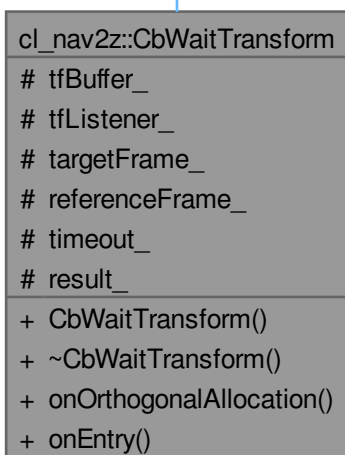 cl_nav2z::CbWaitTransform
# tfBuffer_
# tfListener_
# targetFrame_
# referenceFrame_
# timeout_
# result_
+ CbWaitTransform()
+ ~CbWaitTransform()
+ onOrthogonalAllocation()
+ onEntry()